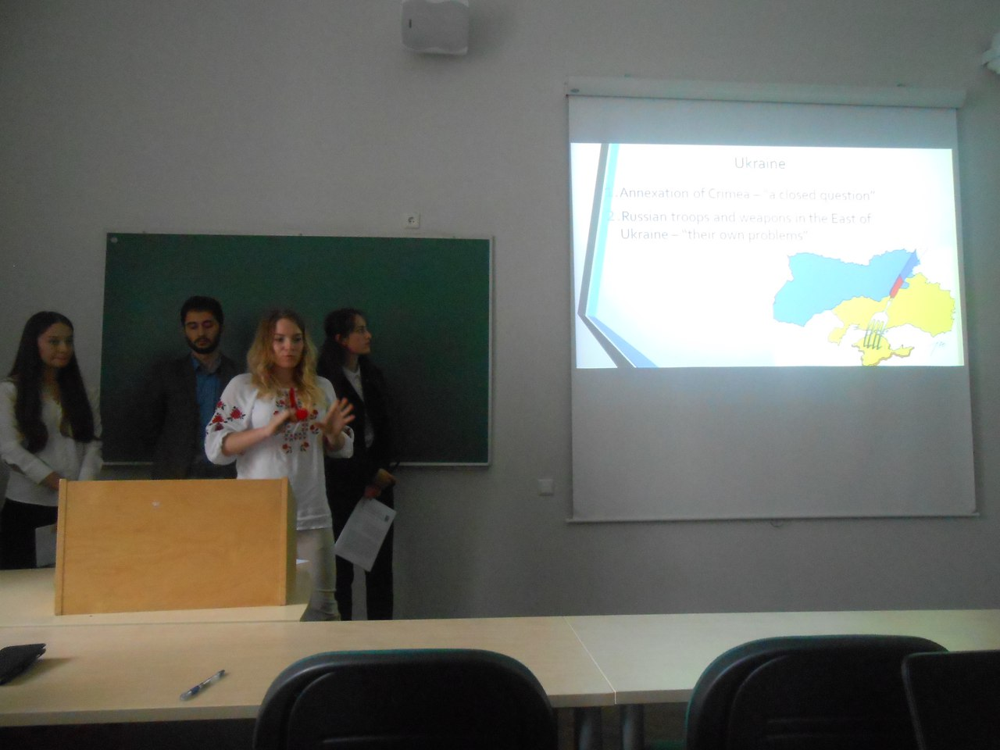 Ukraine
1. Annexation of Crimea – "a closed question"
2. Russian troops and weapons in the East of
Ukraine – "their own problems"